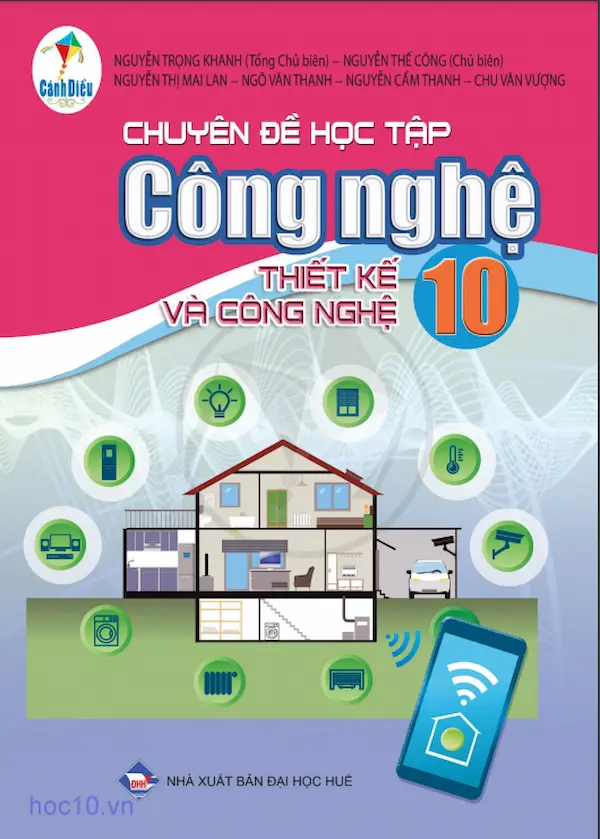 Cánh Diều
NGUYỄN TRỌNG KHANH (Tổng Chủ biên) – NGUYỄN THẾ CÔNG (Chủ biên)
NGUYỄN THỊ MAI LAN – NGÔ VĂN THANH – NGUYỄN CẨM THANH – CHU VĂN VƯỢNG
CHUYÊN ĐỀ HỌC TẬP
Công nghệ
THIẾT KẾ
VÀ CÔNG NGHỆ
10
ĐHH
NHÀ XUẤT BẢN ĐẠI HỌC HUẾ
hoc10.vn